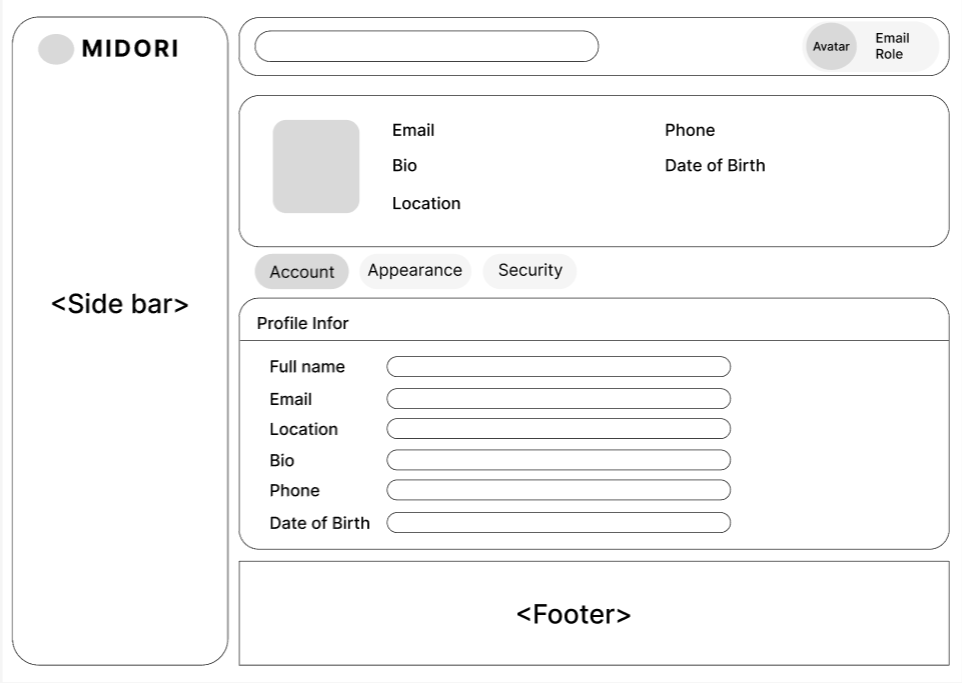 MIDORI
<Side bar>
Avatar
Email
Role
Email
Phone
Bio
Date of Birth
Location
Account
Appearance
Security
Profile Infor
Full name
Email
Location
Bio
Phone
Date of Birth
<Footer>